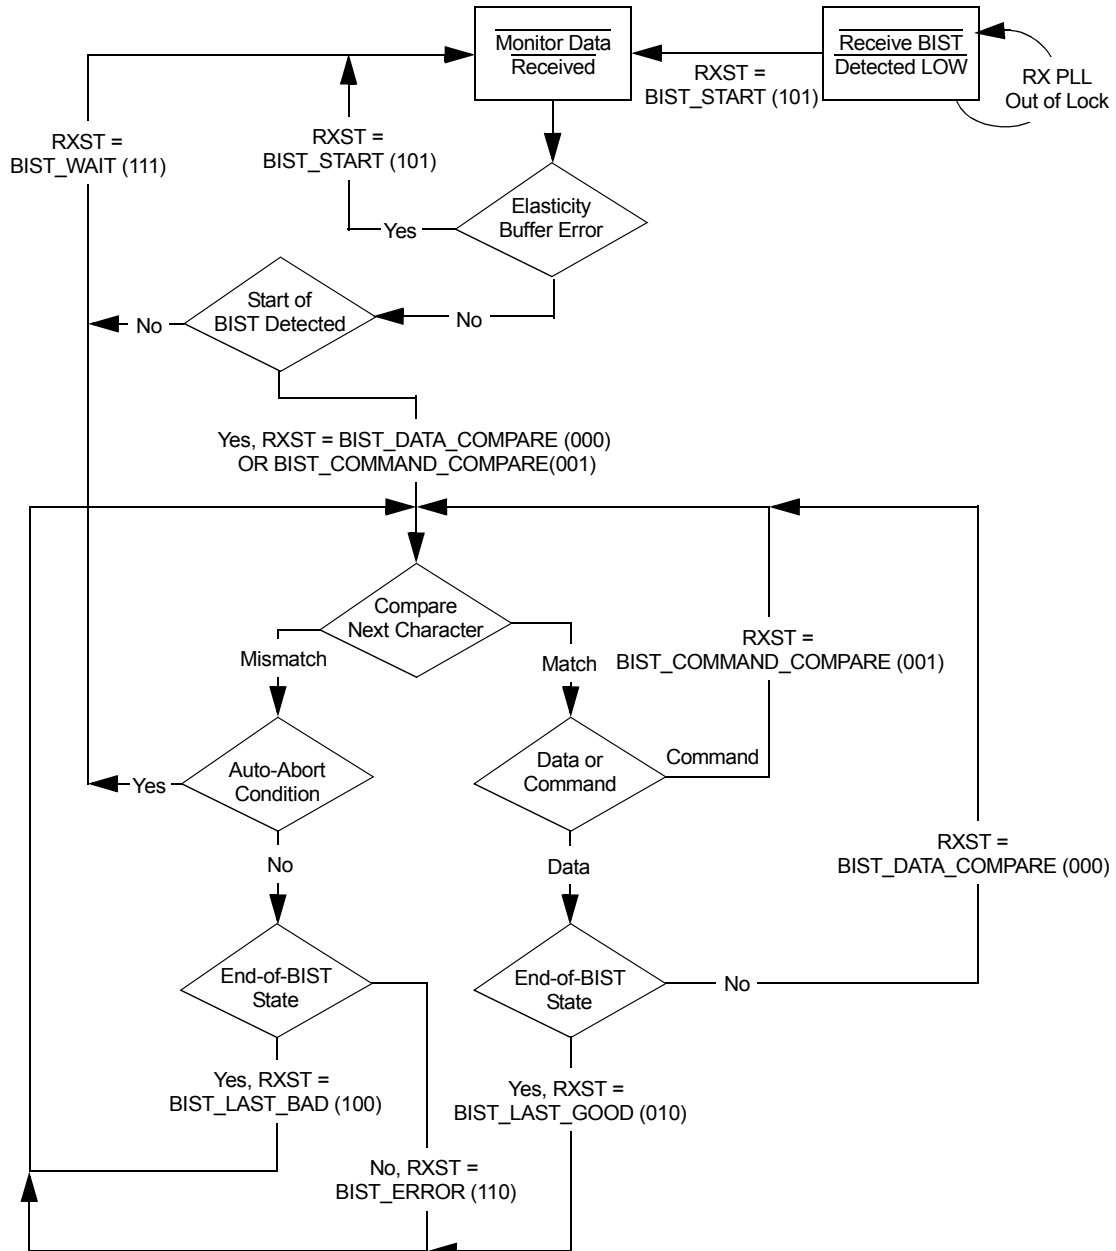 Monitor Data
Received
Receive BIST
Detected LOW
RXST =
BIST_START (101)
RX PLL
Out of Lock
RXST =
BIST_WAIT (111)
RXST =
BIST_START (101)
Elasticity
Buffer Error
Yes
Start of
BIST Detected
No
No
Yes, RXST = BIST_DATA_COMPARE (000)
OR BIST_COMMAND_COMPARE(001)
Compare
Next Character
Mismatch
Match
RXST =
BIST_COMMAND_COMPARE (001)
Auto-Abort
Condition
Yes
Data or
Command
Command
No
Data
RXST =
BIST_DATA_COMPARE (000)
End-of-BIST
State
End-of-BIST
State
No
Yes, RXST =
BIST_LAST_BAD (100)
Yes, RXST =
BIST_LAST_GOOD (010)
No, RXST =
BIST_ERROR (110)